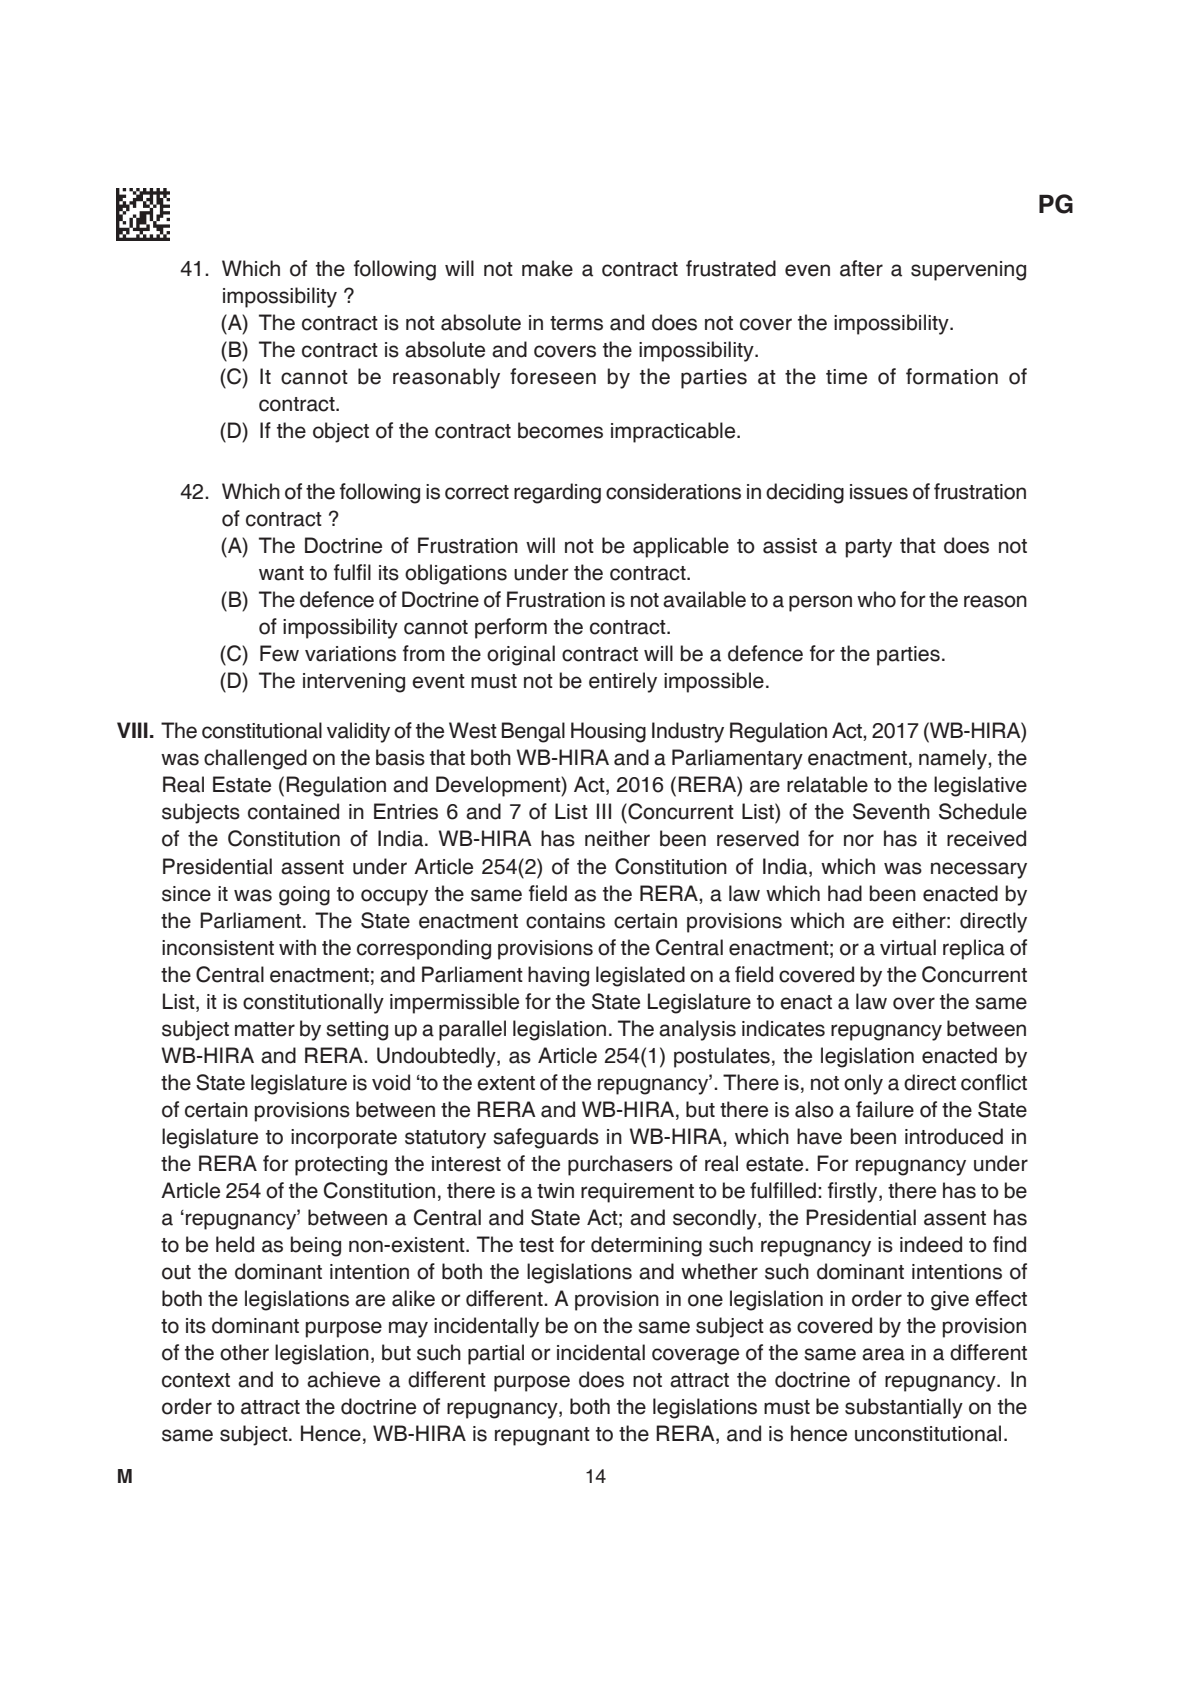 PG
41. Which of the following will not make a contract frustrated even after a supervening
impossibility ?
(A) The contract is not absolute in terms and does not cover the impossibility.
(B) The contract is absolute and covers the impossibility.
(C) It cannot be reasonably foreseen by the parties at the time of formation of
contract.
(D) If the object of the contract becomes impracticable.
42. Which of the following is correct regarding considerations in deciding issues of frustration
of contract ?
(A) The Doctrine of Frustration will not be applicable to assist a party that does not
want to fulfil its obligations under the contract.
(B) The defence of Doctrine of Frustration is not available to a person who for the reason
of impossibility cannot perform the contract.
(C) Few variations from the original contract will be a defence for the parties.
(D) The intervening event must not be entirely impossible.
VIII. The constitutional validity of the West Bengal Housing Industry Regulation Act, 2017 (WB-HIRA)
was challenged on the basis that both WB-HIRA and a Parliamentary enactment, namely, the
Real Estate (Regulation and Development) Act, 2016 (RERA) are relatable to the legislative
subjects contained in Entries 6 and 7 of List III (Concurrent List) of the Seventh Schedule
of the Constitution of India. WB-HIRA has neither been reserved for nor has it received
Presidential assent under Article 254(2) of the Constitution of India, which was necessary
since it was going to occupy the same field as the RERA, a law which had been enacted by
the Parliament. The State enactment contains certain provisions which are either: directly
inconsistent with the corresponding provisions of the Central enactment; or a virtual replica of
the Central enactment; and Parliament having legislated on a field covered by the Concurrent
List, it is constitutionally impermissible for the State Legislature to enact a law over the same
subject matter by setting up a parallel legislation. The analysis indicates repugnancy between
WB-HIRA and RERA. Undoubtedly, as Article 254(1) postulates, the legislation enacted by
the State legislature is void ‘to the extent of the repugnancy’. There is, not only a direct conflict
of certain provisions between the RERA and WB-HIRA, but there is also a failure of the State
legislature to incorporate statutory safeguards in WB-HIRA, which have been introduced in
the RERA for protecting the interest of the purchasers of real estate. For repugnancy under
Article 254 of the Constitution, there is a twin requirement to be fulfilled: firstly, there has to be
a ‘repugnancy’ between a Central and State Act; and secondly, the Presidential assent has
to be held as being non-existent. The test for determining such repugnancy is indeed to find
out the dominant intention of both the legislations and whether such dominant intentions of
both the legislations are alike or different. A provision in one legislation in order to give effect
to its dominant purpose may incidentally be on the same subject as covered by the provision
of the other legislation, but such partial or incidental coverage of the same area in a different
context and to achieve a different purpose does not attract the doctrine of repugnancy. In
order to attract the doctrine of repugnancy, both the legislations must be substantially on the
same subject. Hence, WB-HIRA is repugnant to the RERA, and is hence unconstitutional.
M 14